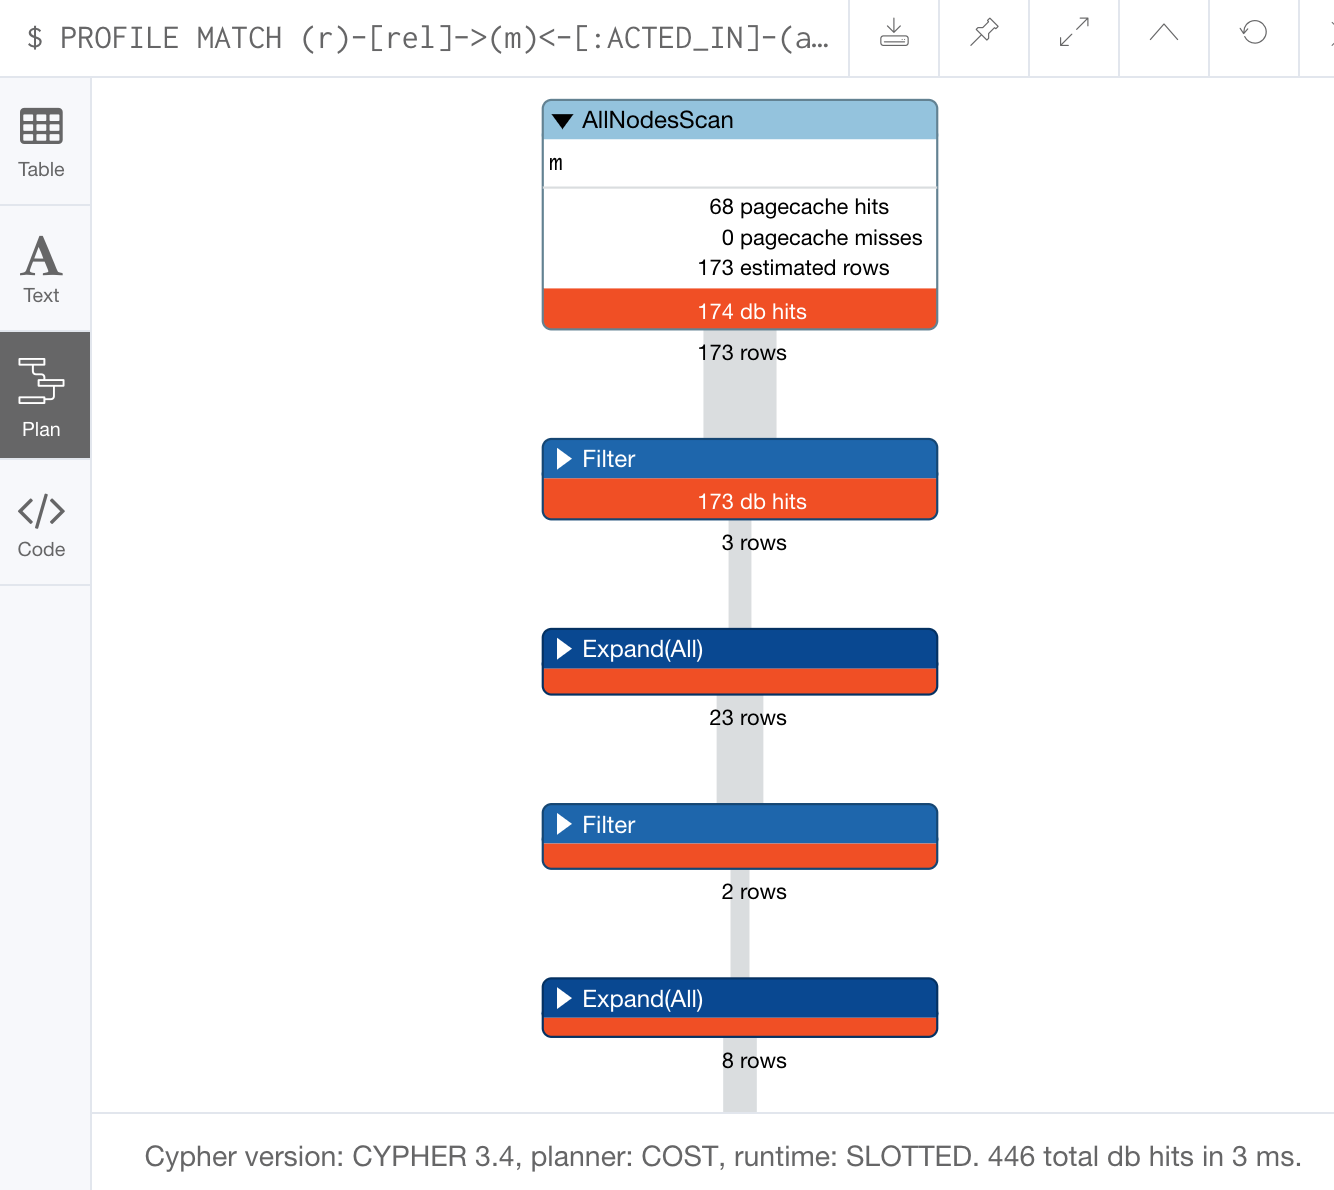 $ PROFILE MATCH (r)-[rel]->(m)<-[:ACTED_IN]-(a…
Table
Text
Plan
Code
AllNodesScan
m
68 pagecache hits
0 pagecache misses
173 estimated rows
174 db hits
173 rows
Filter
173 db hits
3 rows
Expand(All)
23 rows
Filter
2 rows
Expand(All)
8 rows
Cypher version: CYPHER 3.4, planner: COST, runtime: SLOTTED. 446 total db hits in 3 ms.